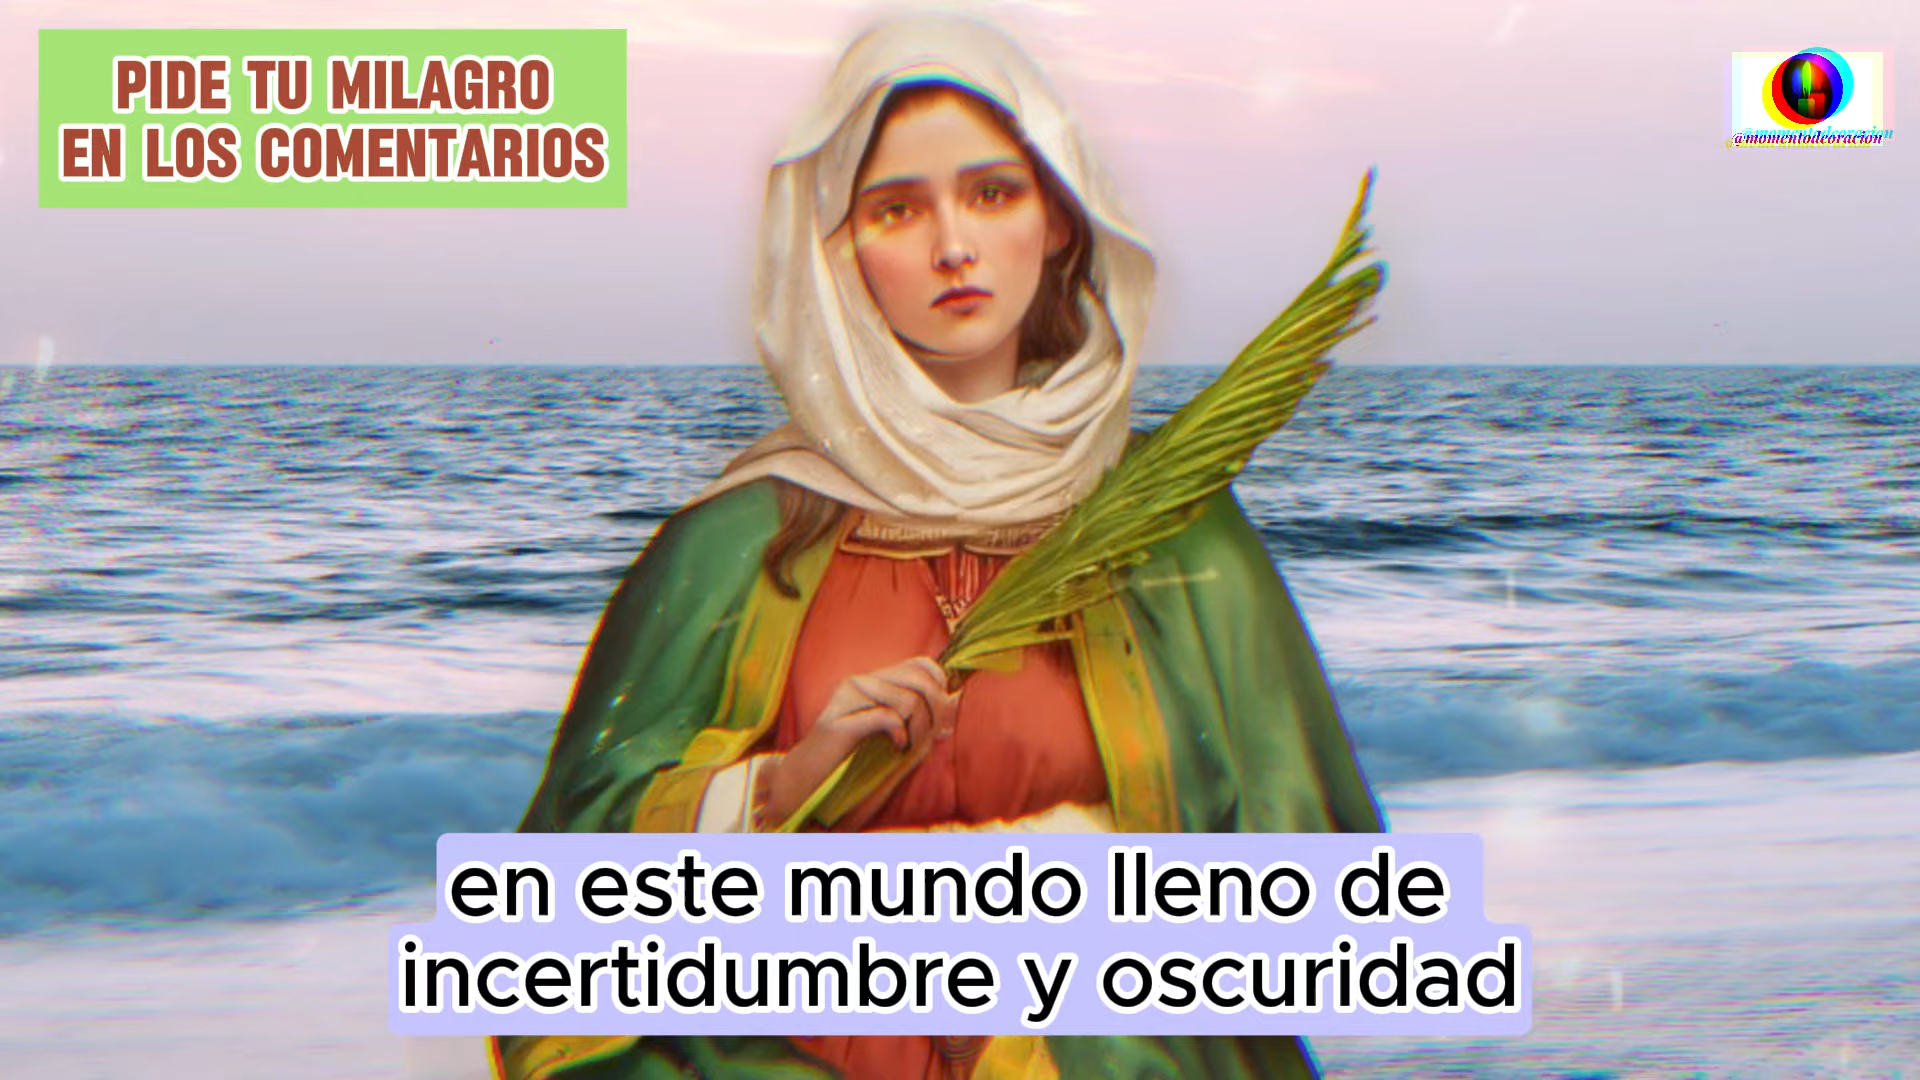 PIDE TU MILAGRO
EN LOS COMENTARIOS
@momentodeoracion
en este mundo lleno de
incertidumbre y oscuridad